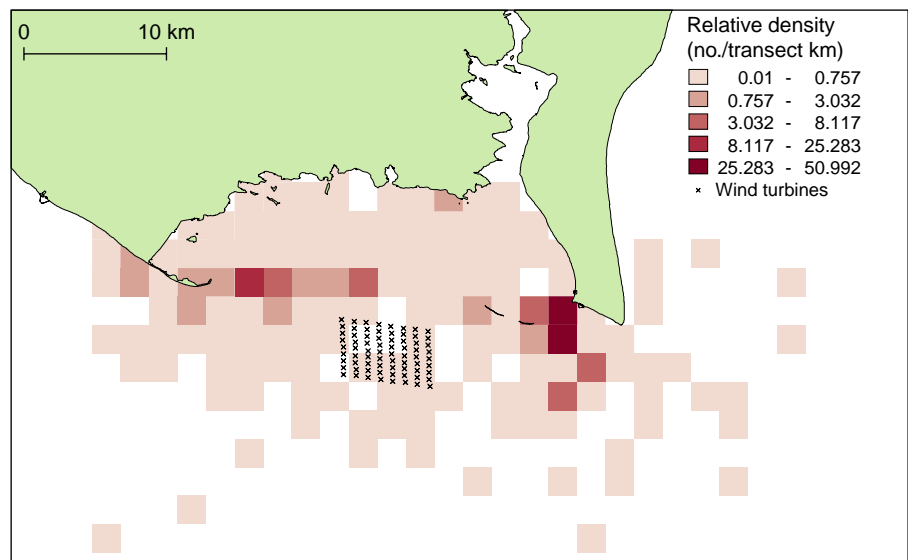 0 10 km
Relative density
(no./transect km)
0.01 - 0.757
0.757 - 3.032
3.032 - 8.117
8.117 - 25.283
25.283 - 50.992
× Wind turbines